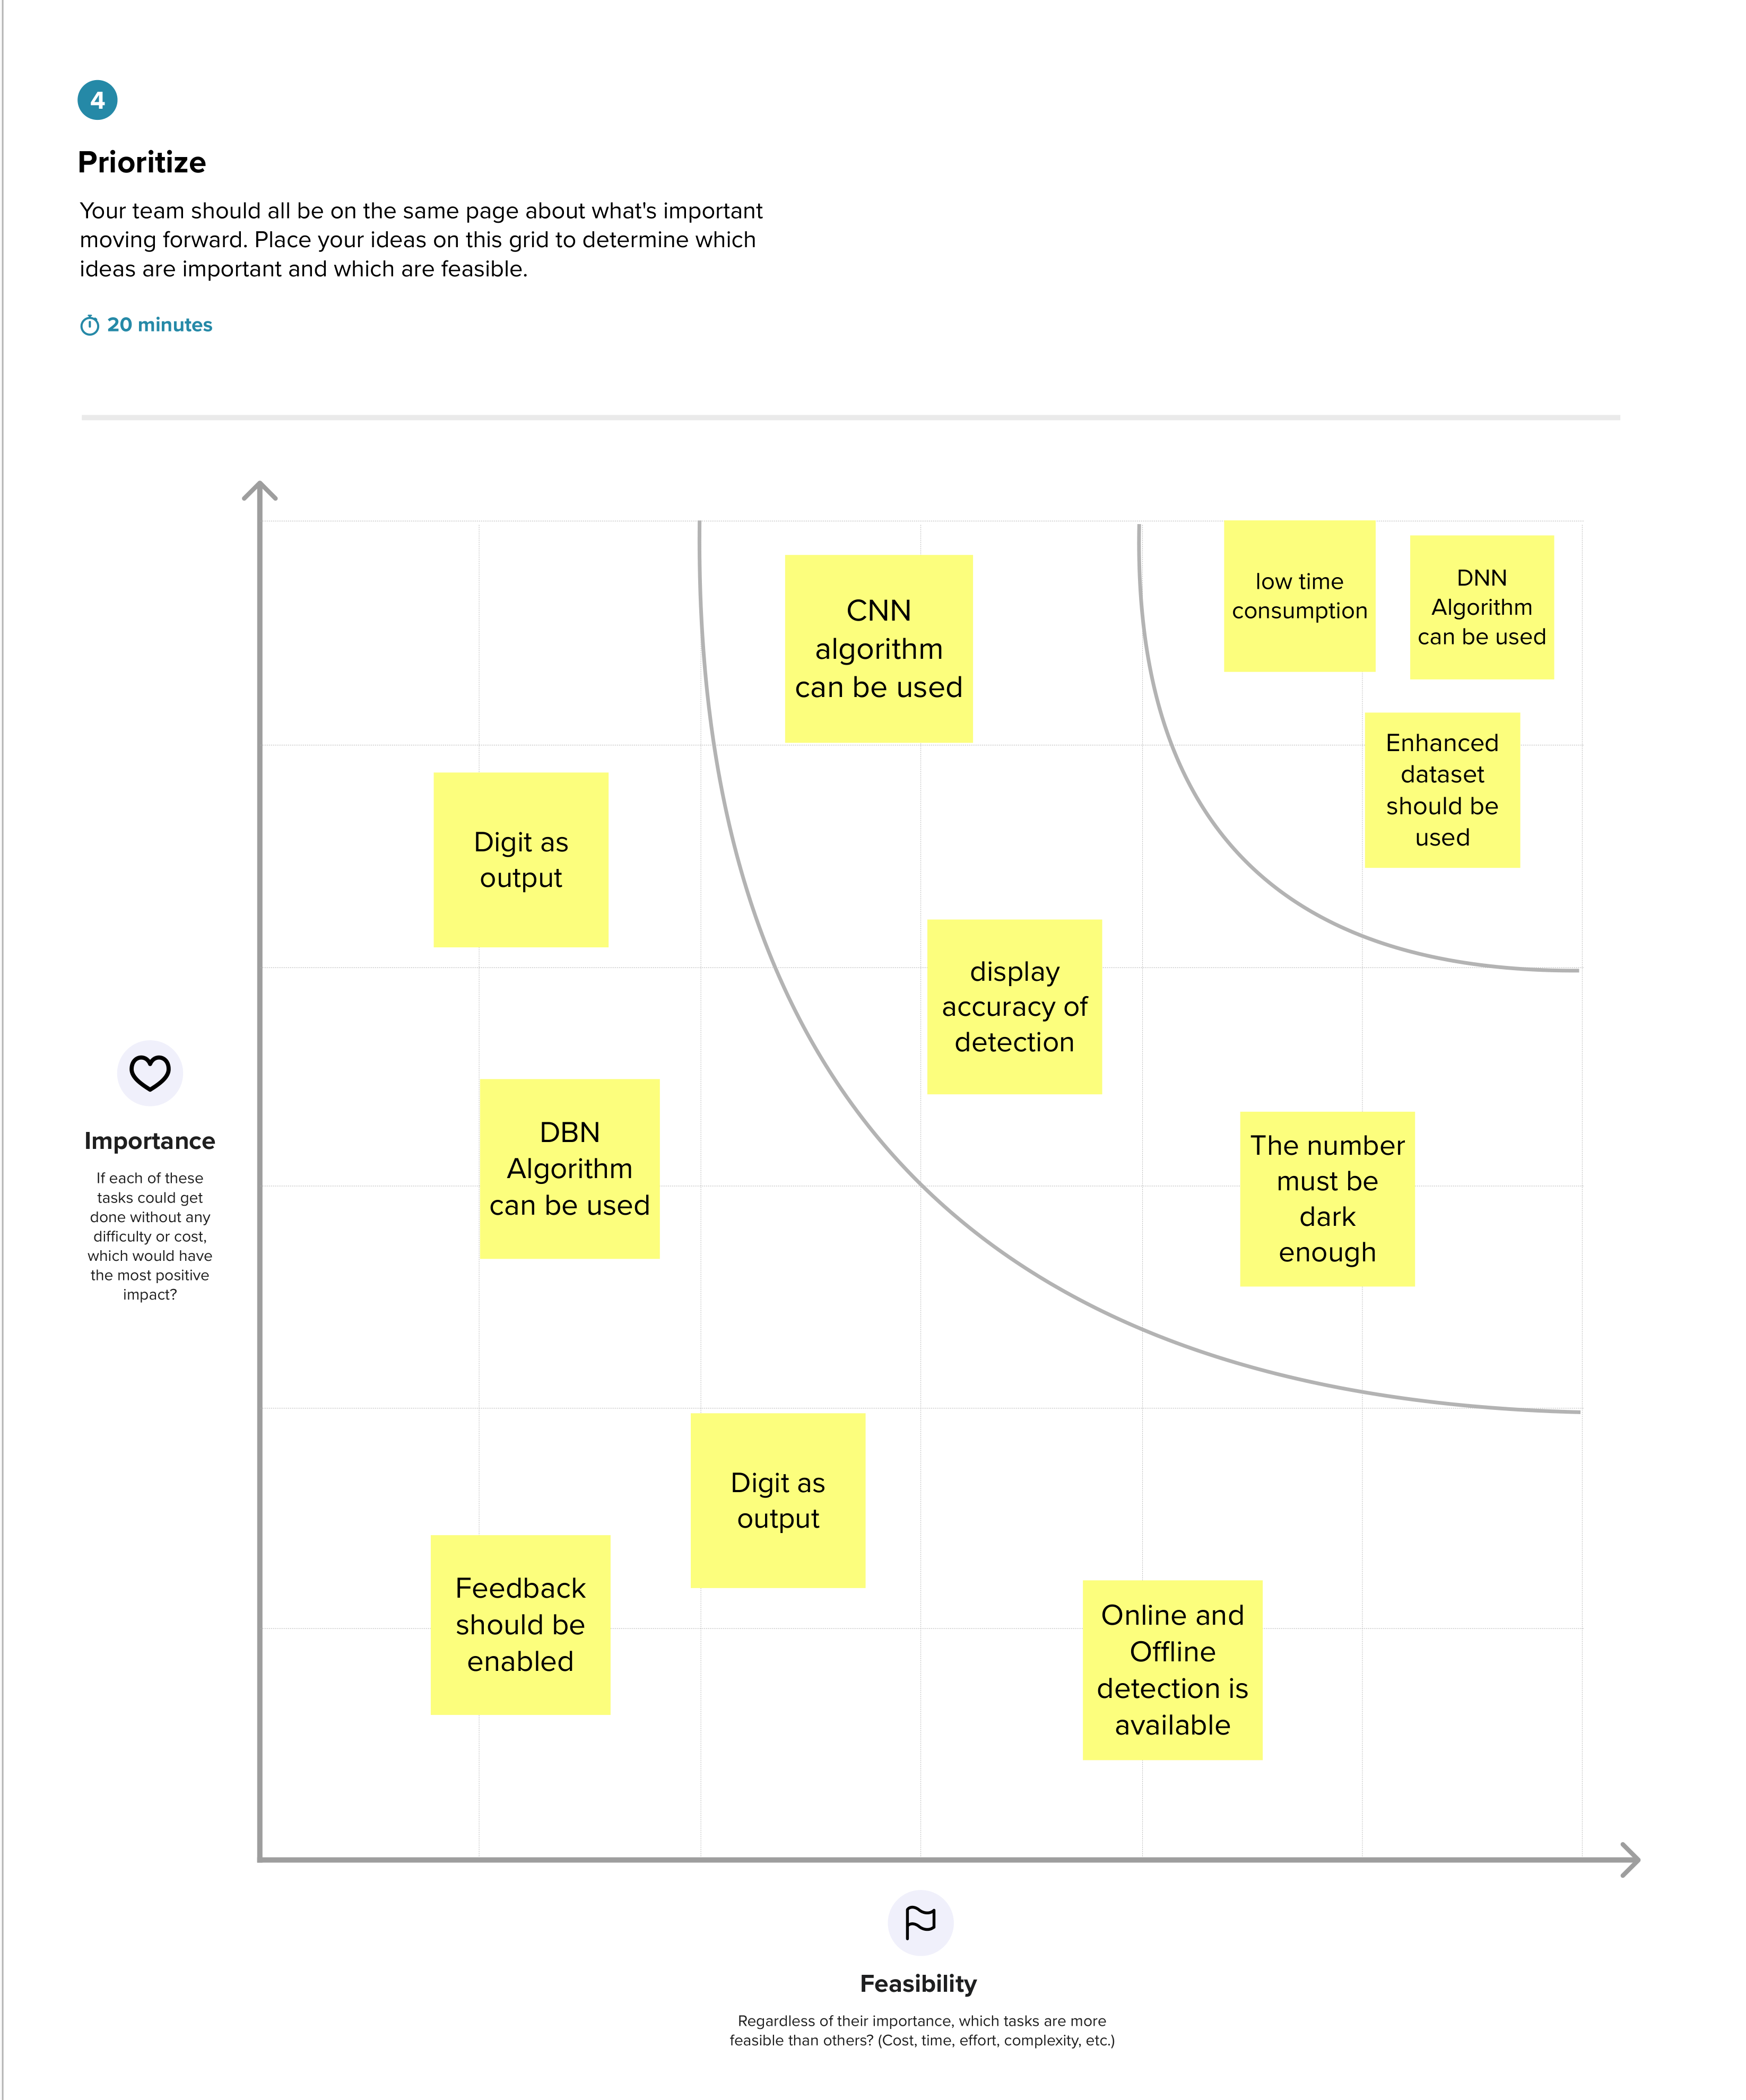 4
Prioritize
Your team should all be on the same page about what's important
moving forward. Place your ideas on this grid to determine which
ideas are important and which are feasible.
20 minutes
low time
consumption
DNN
Algorithm
can be used
CNN
algorithm
can be used
Enhanced
dataset
should be
used
Digit as
output
display
accuracy of
detection
DBN
Algorithm
can be used
The number
must be
dark
enough
Importance
If each of these
tasks could get
done without any
difficulty or cost,
which would have
the most positive
impact?
Digit as
output
Feedback
should be
enabled
Online and
Offline
detection is
available
Feasibility
Regardless of their importance, which tasks are more
feasible than others? (Cost, time, effort, complexity, etc.)